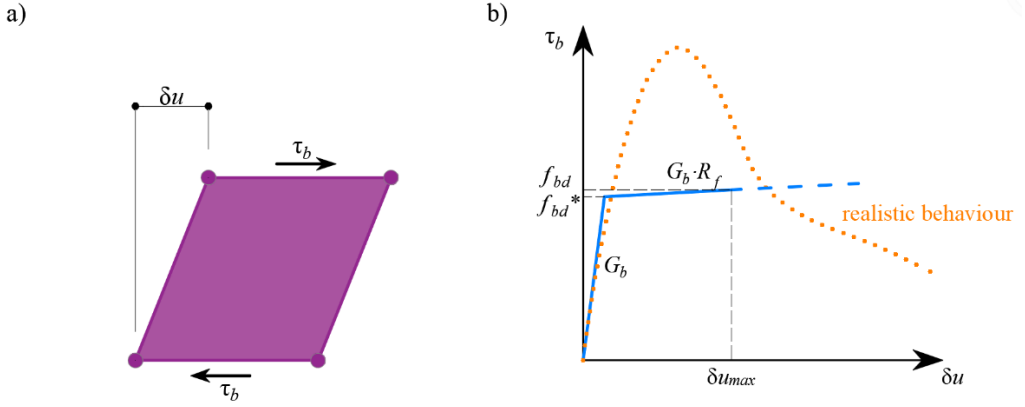 a)
δu
τb
τb
b)
τb
fbd
Gb·Rf
fbd*
realistic behaviour
Gb
δumax
δu